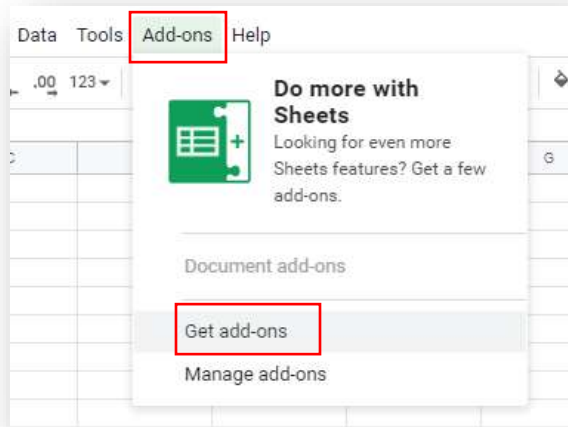 Data Tools Add-ons Help
.00 123
Do more with
Sheets
Looking for even more
Sheets features? Get a few
add-ons.
G
Document add-ons
Get add-ons
Manage add-ons